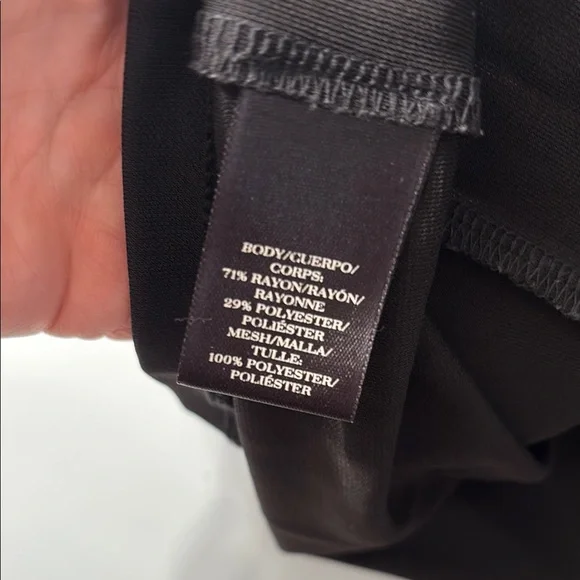 BODY/CUERPO/
CORPS:
71% RAYON/RAYÓN/
RAYONNE
29% POLYESTER/
POLIÉSTER
MESH/MALLA/
TULLE:
100% POLYESTER/
POLIÉSTER